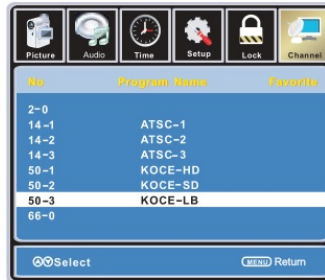 Picture Audio Time Setup Lock Channel
No Program Name Favorite
2-0
14-1 ATSC-1
14-2 ATSC-2
14-3 ATSC-3
50-1 KOCE-HD
50-2 KOCE-SD
50-3 KOCE-LB
66-0
Select MENU Return